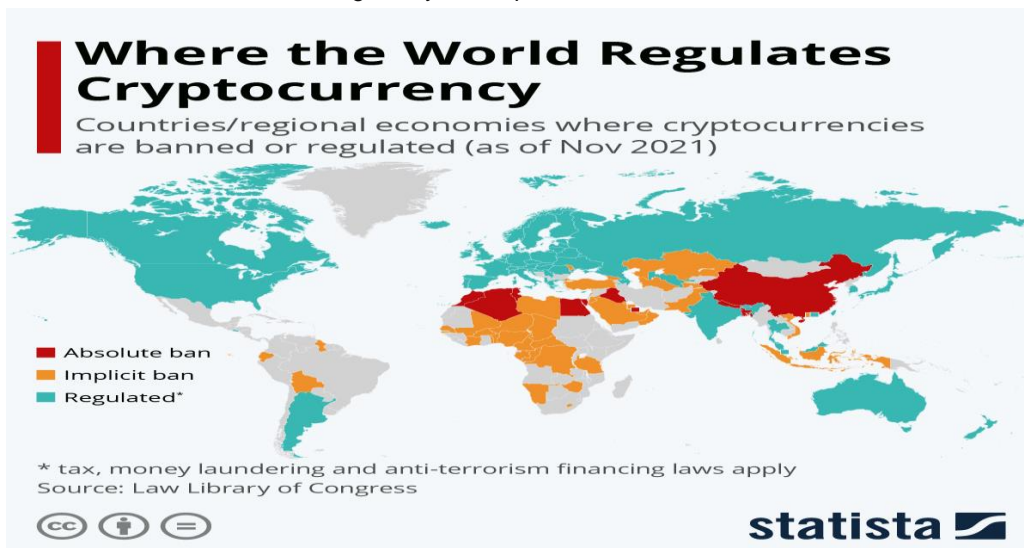 Where the World Regulates
Cryptocurrency
Countries/regional economies where cryptocurrencies
are banned or regulated (as of Nov 2021)
Absolute ban
Implicit ban
Regulated*
* tax, money laundering and anti-terrorism financing laws apply
Source: Law Library of Congress
cc
statista